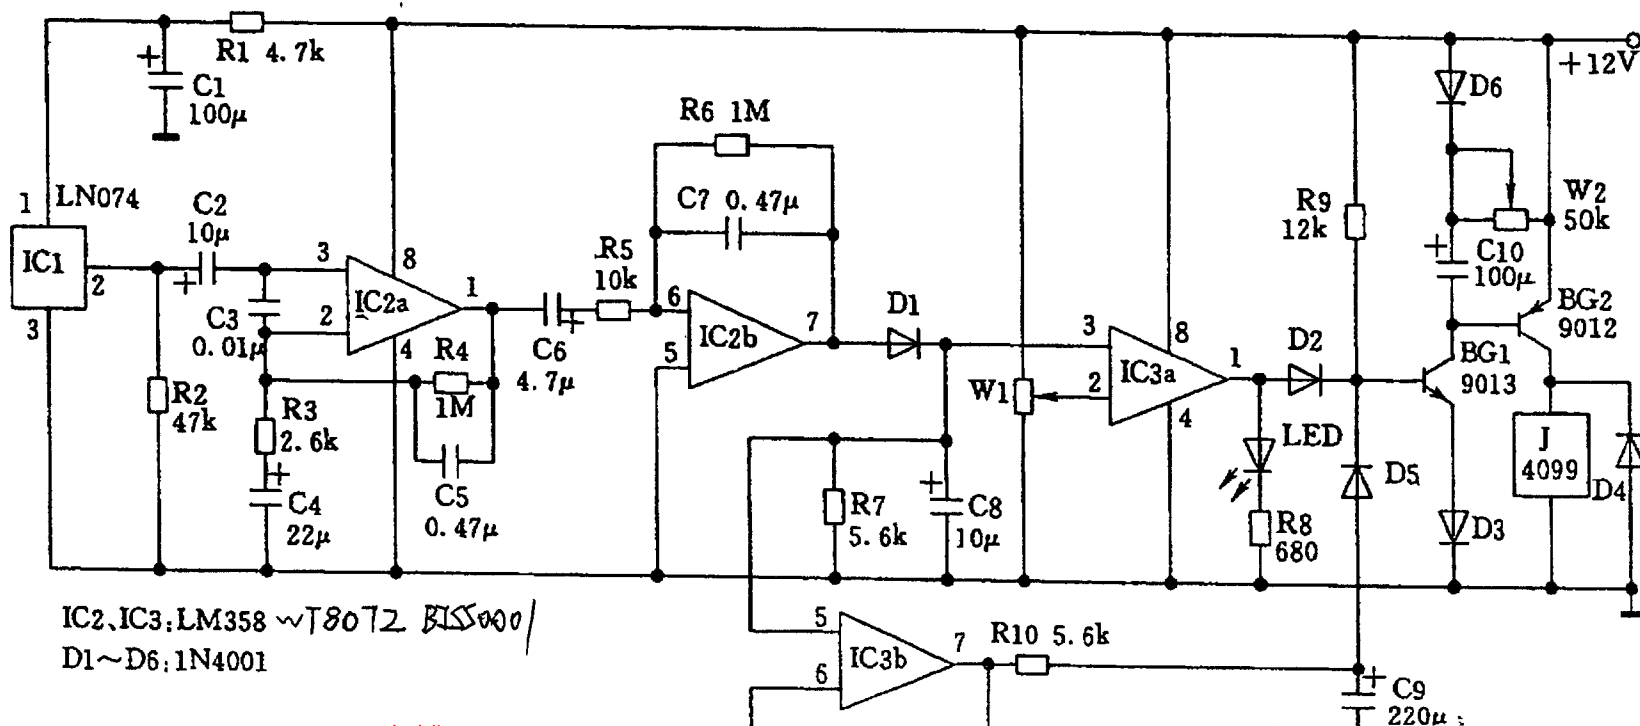 R1 4.7k
C1
100μ
+
+12V
D6
R6 1M
C7 0.47μ
1 LN074
C2
10μ
+
IC1
2
3
3
8
IC2a
1
2
4
C3
0.01μ
R4
1M
R5
10k
C6
4.7μ
+
6
IC2b
7
5
D1
R9
12k
W2
50k
C10
100μ
+
BG2
9012
BG1
9013
3
8
IC3a
1
2
4
W1
D2
R2
47k
R3
2.6k
+
C4
22μ
C5
0.47μ
R7
5.6k
+
C8
10μ
LED
R8
680
D5
D3
J
4099
D4
IC2、IC3:LM358
D1~D6:1N4001
5
IC3b
7
6
R10 5.6k
+
C9
220μ